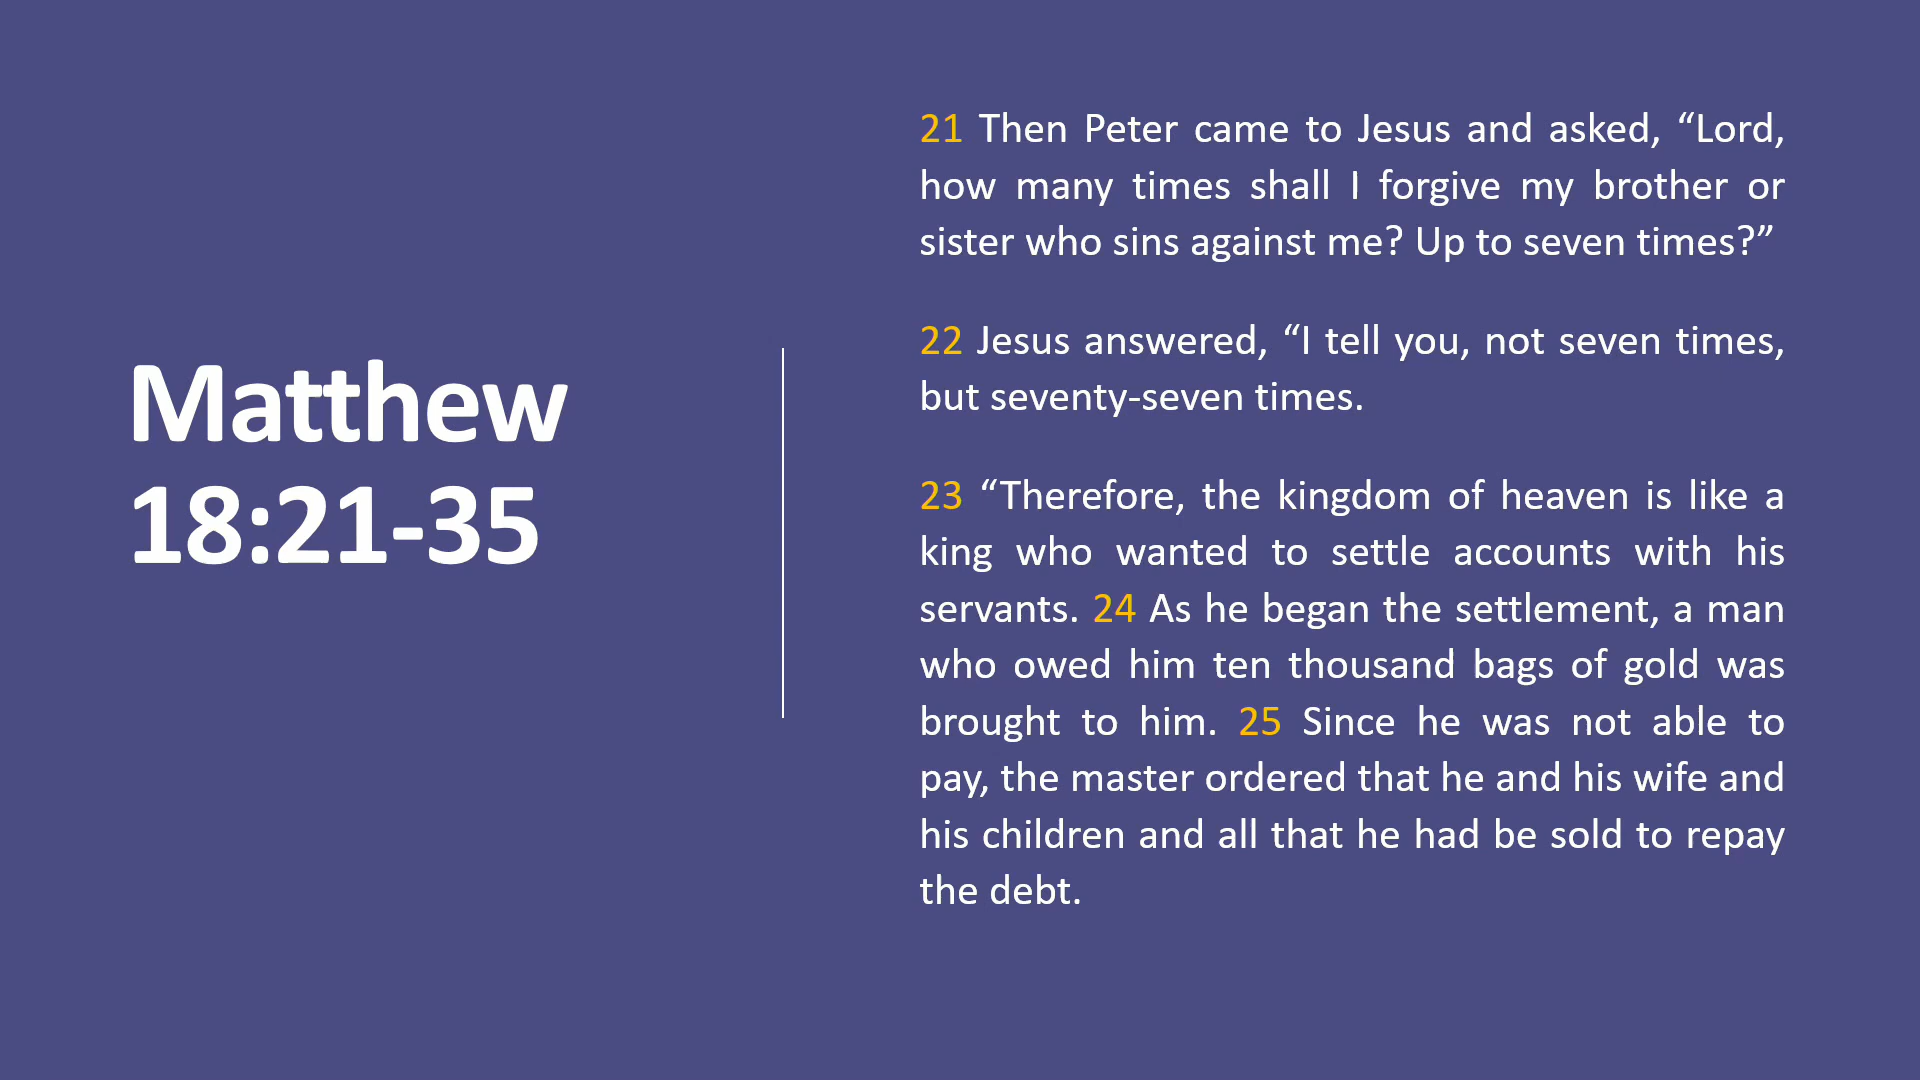 Matthew
18:21-35
21 Then Peter came to Jesus and asked, “Lord,
how many times shall I forgive my brother or
sister who sins against me? Up to seven times?”
22 Jesus answered, “I tell you, not seven times,
but seventy-seven times.
23 “Therefore, the kingdom of heaven is like a
king who wanted to settle accounts with his
servants. 24 As he began the settlement, a man
who owed him ten thousand bags of gold was
brought to him. 25 Since he was not able to
pay, the master ordered that he and his wife and
his children and all that he had be sold to repay
the debt.